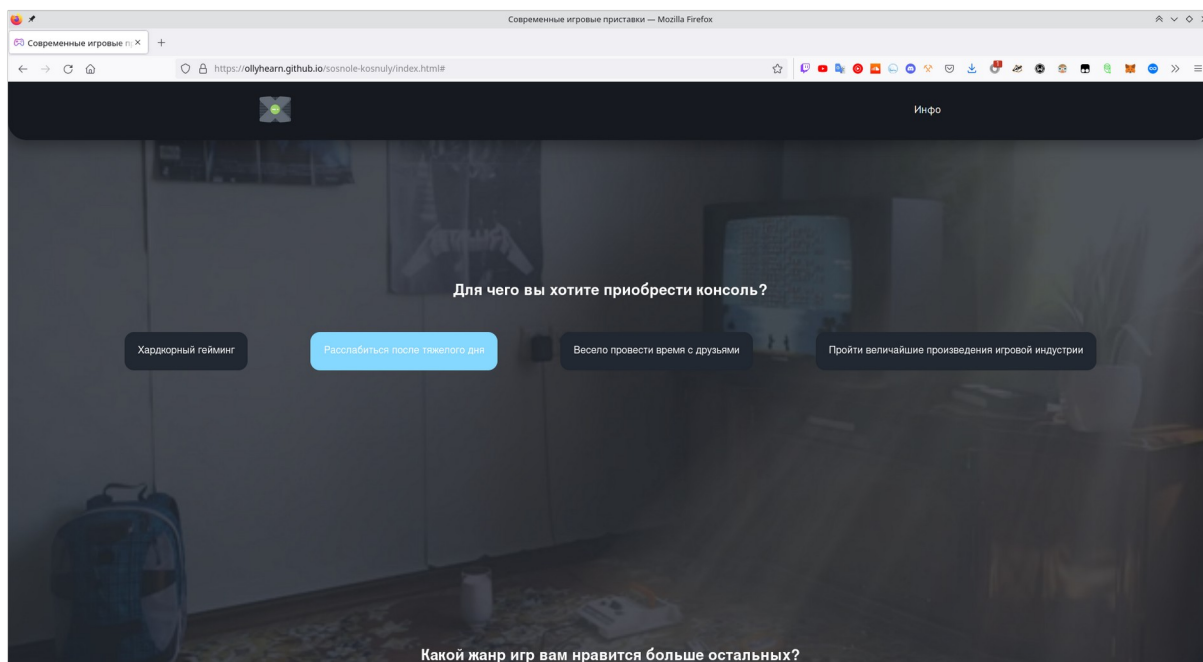 Современные игровые приставки — Mozilla Firefox
Современные игровые п
https://ollyhearn.github.io/sosnole-kosnuly/index.html#
Инфо
Для чего вы хотите приобрести консоль?
Хардкорный гейминг
Расслабиться после тяжелого дня
Весело провести время с друзьями
Пройти величайшие произведения игровой индустрии
Какой жанр игр вам нравится больше остальных?